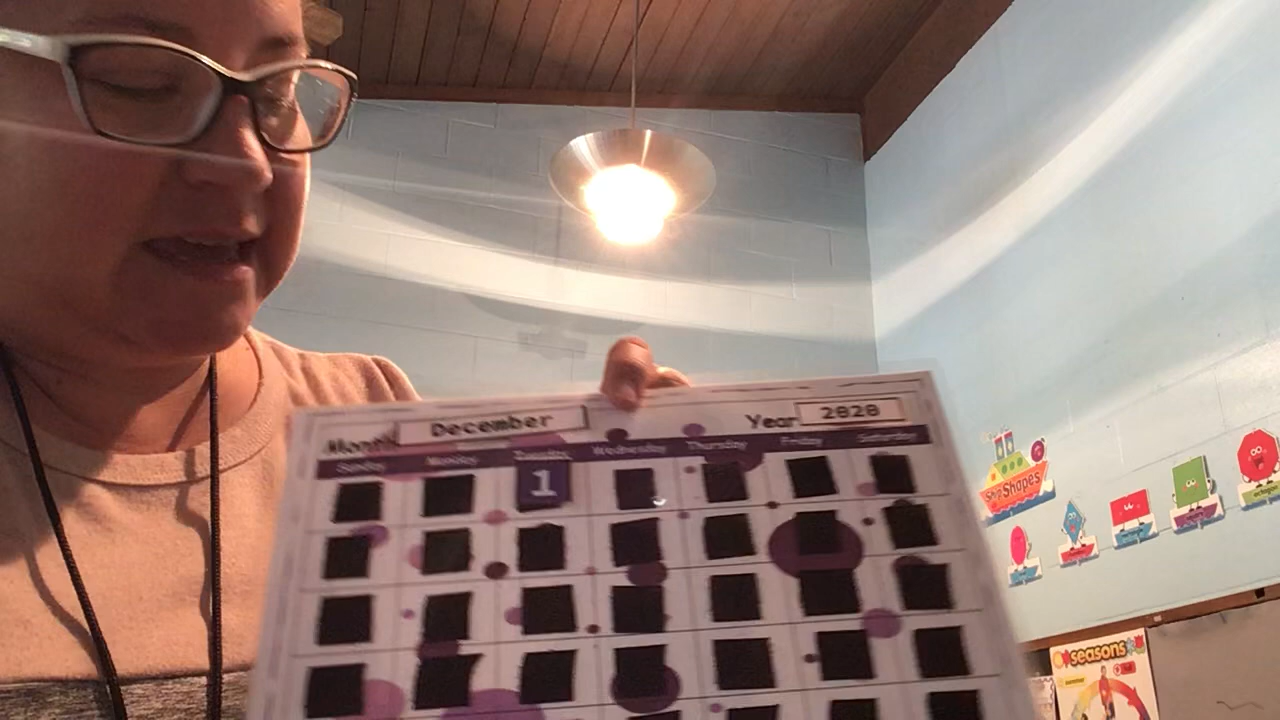 Month December Year 2020
Sunday Monday Tuesday Wednesday Thursday Friday Saturday
1
Ship Shapes
seasons